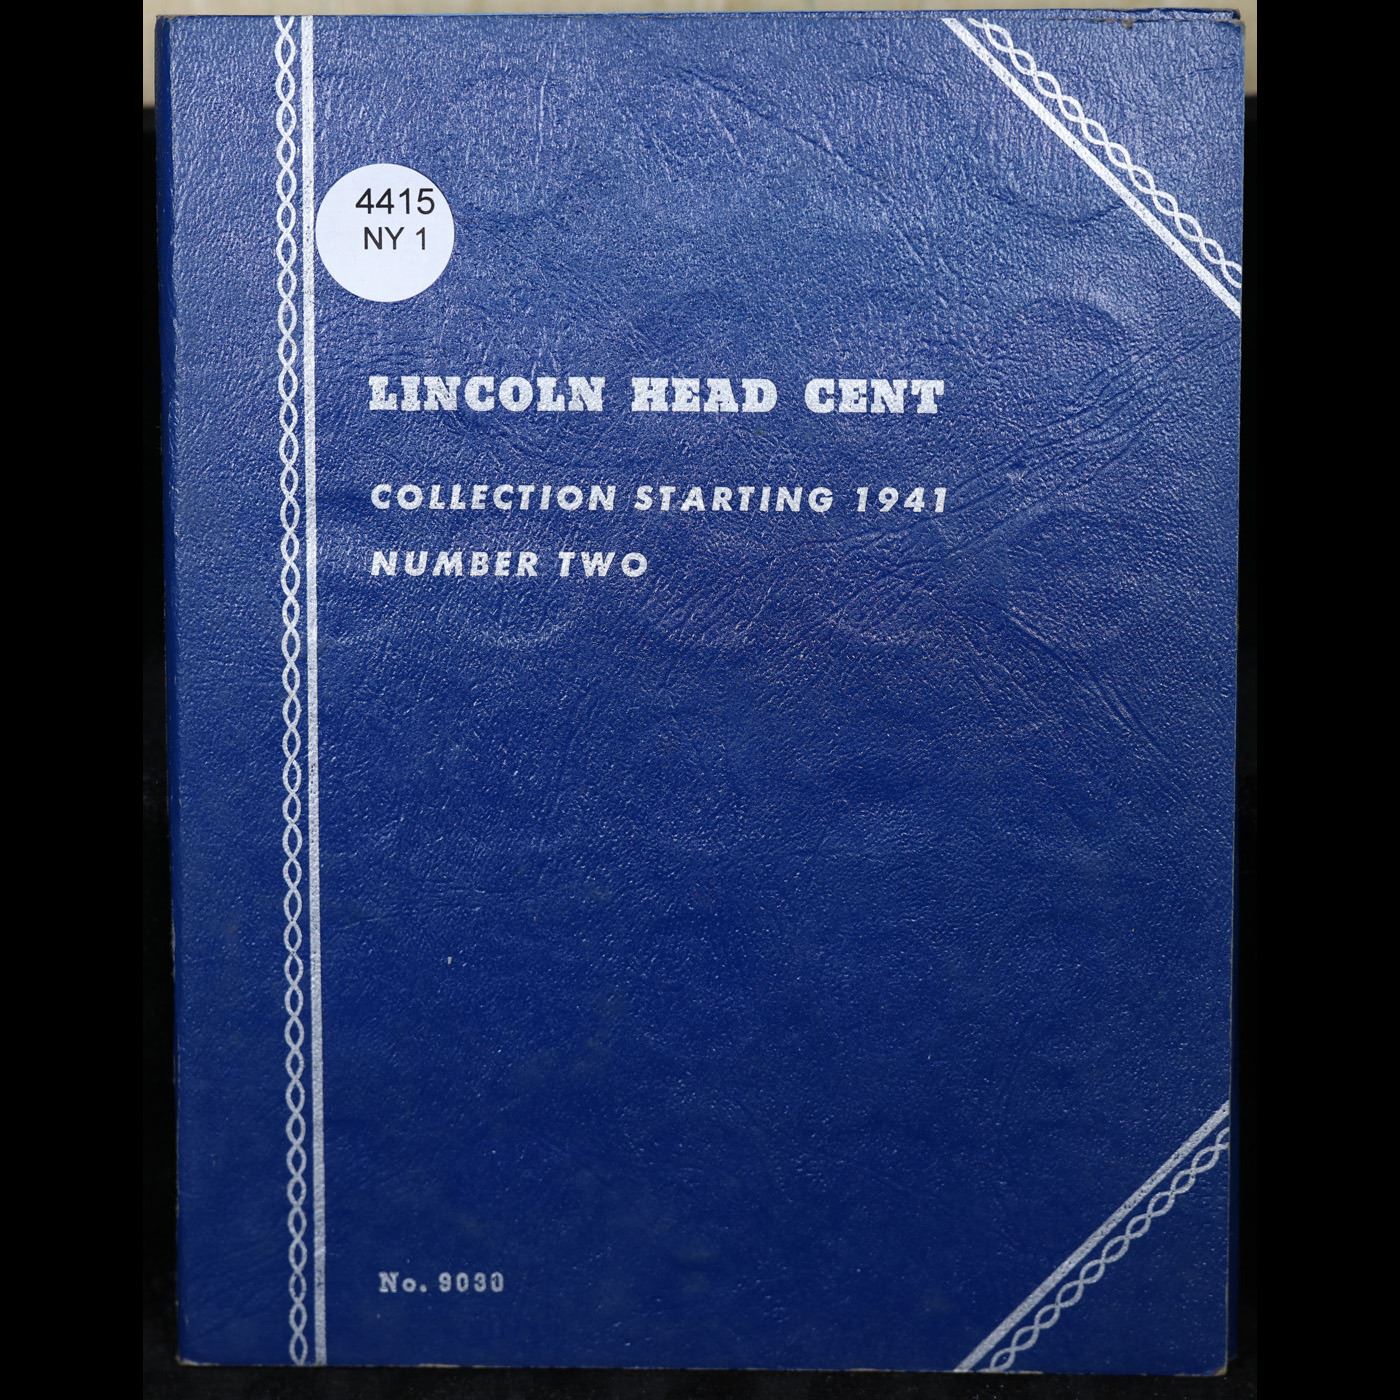 4415
NY 1
LINCOLN HEAD CENT
COLLECTION STARTING 1941
NUMBER TWO
No. 9030